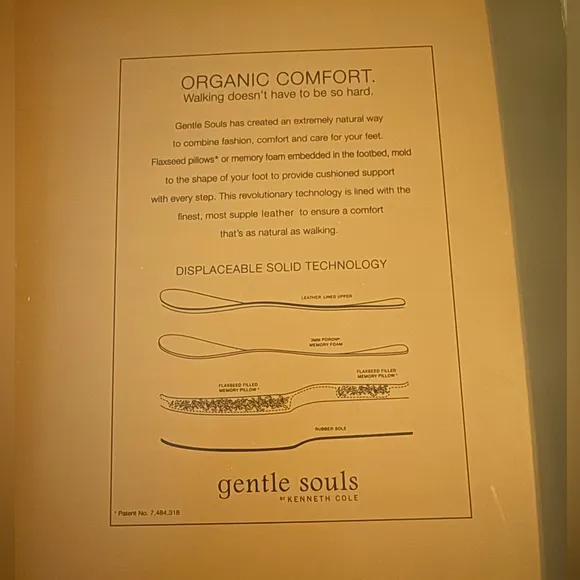 ORGANIC COMFORT.
Walking doesn't have to be so hard.
Gentle Souls has created an extremely natural way
to combine fashion, comfort and care for your feet.
Flaxseed pillows* or memory foam embedded in the footbed, mold
to the shape of your foot to provide cushioned support
with every step. This revolutionary technology is lined with the
finest, most supple leather to ensure a comfort
that's as natural as walking.
DISPLACEABLE SOLID TECHNOLOGY
LEATHER LINED UPPER
3MM PORON®
MEMORY FOAM
FLAXSEED FILLED
MEMORY PILLOW*
FLAXSEED FILLED
MEMORY PILLOW*
RUBBER SOLE
gentle souls
BY KENNETH COLE
* Patent No. 7,484,318